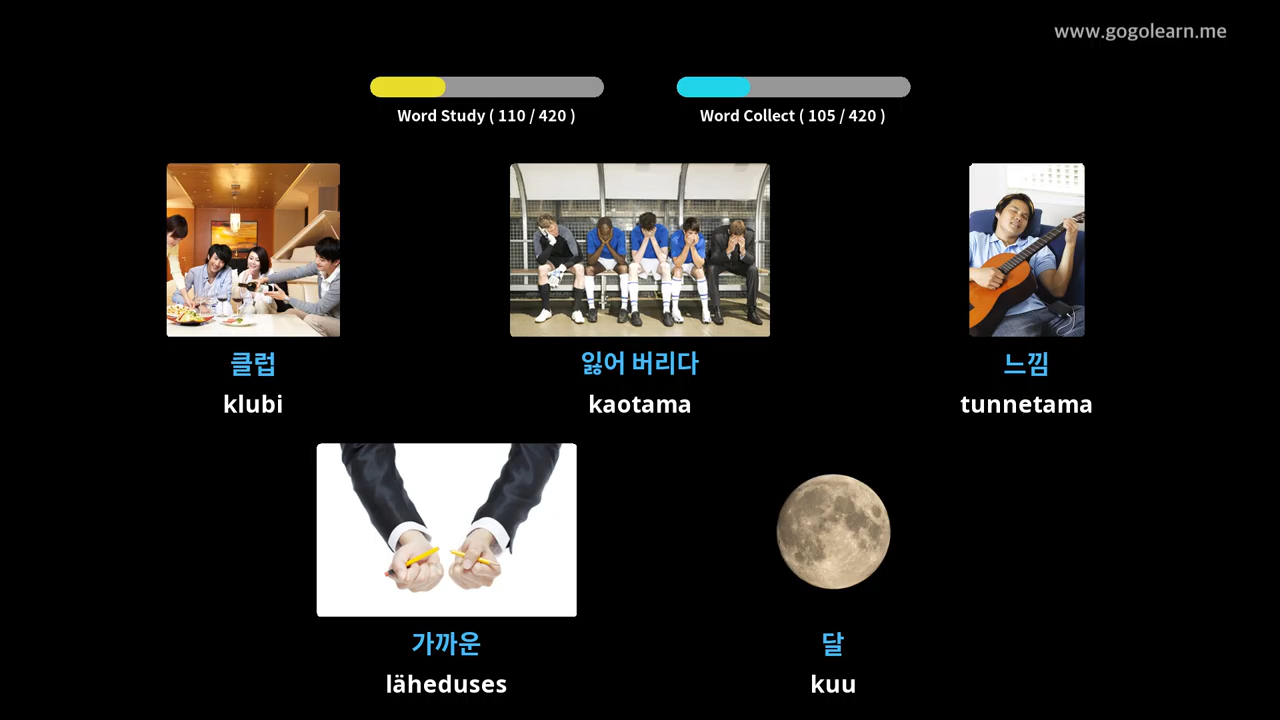 www.gogolearn.me
Word Study ( 110 / 420 )
Word Collect ( 105 / 420 )
클럽
잃어 버리다
느낌
klubi
kaotama
tunnetama
가까운
달
läheduses
kuu